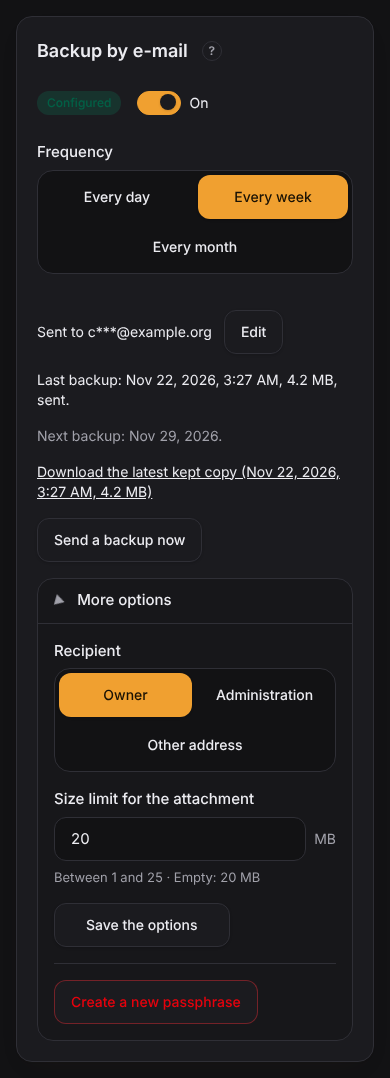 Backup by e-mail ?
Configured On
Frequency
Every day Every week
Every month
Sent to c***@example.org Edit
Last backup: Nov 22, 2026, 3:27 AM, 4.2 MB,
sent.
Next backup: Nov 29, 2026.
Download the latest kept copy (Nov 22, 2026,
3:27 AM, 4.2 MB)
Send a backup now
More options
Recipient
Owner Administration
Other address
Size limit for the attachment
20 MB
Between 1 and 25 · Empty: 20 MB
Save the options
Create a new passphrase